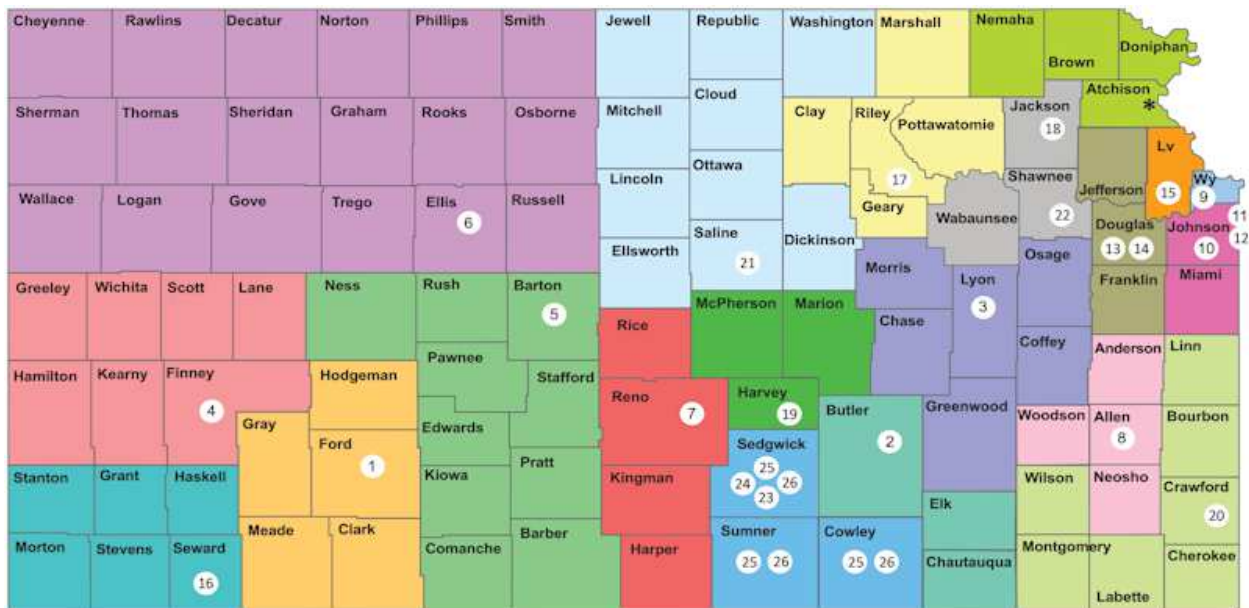 Cheyenne Rawlins Decatur Norton Phillips Smith Jewell Republic Washington Marshall Nemaha Brown Doniphan
Sherman Thomas Sheridan Graham Rooks Osborne Mitchell Cloud Clay Riley Pottawatomie Jackson Atchison *
18
Lv
Wallace Logan Gove Trego Ellis Russell Lincoln Ottawa 17 Geary Wabaunsee Shawnee Jefferson 15 Wy
6 22 9
Ellsworth Saline Dickinson Morris Lyon Osage Douglas Johnson 11
21 3 13 14 10 12
Greeley Wichita Scott Lane Ness Rush Barton McPherson Marion Chase Franklin Miami
5
Rice Coffey Anderson Linn
Hamilton Kearny Finney Hodgeman Pawnee Stafford Reno Harvey Butler Greenwood Woodson Allen Bourbon
4 7 19 2 8
Gray Ford Edwards Sedgwick
1 25
24 26
23
Stanton Grant Haskell Kiowa Pratt Kingman Elk Wilson Neosho Crawford
20
Morton Stevens Seward Meade Clark Comanche Barber Harper Sumner Cowley Chautauqua Montgomery Labette Cherokee
16 25 26 25 26